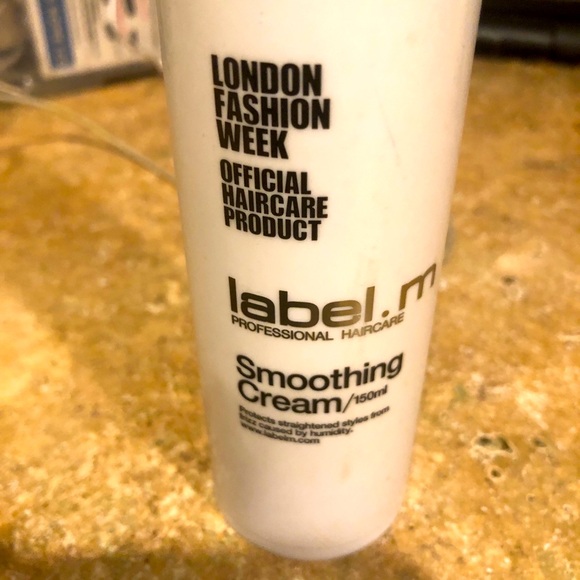 LONDON
FASHION
WEEK
OFFICIAL
HAIRCARE
PRODUCT
label.m
PROFESSIONAL HAIRCARE
Smoothing
Cream/150ml
Protects straightened styles from
frizz caused by humidity.
www.labelm.com